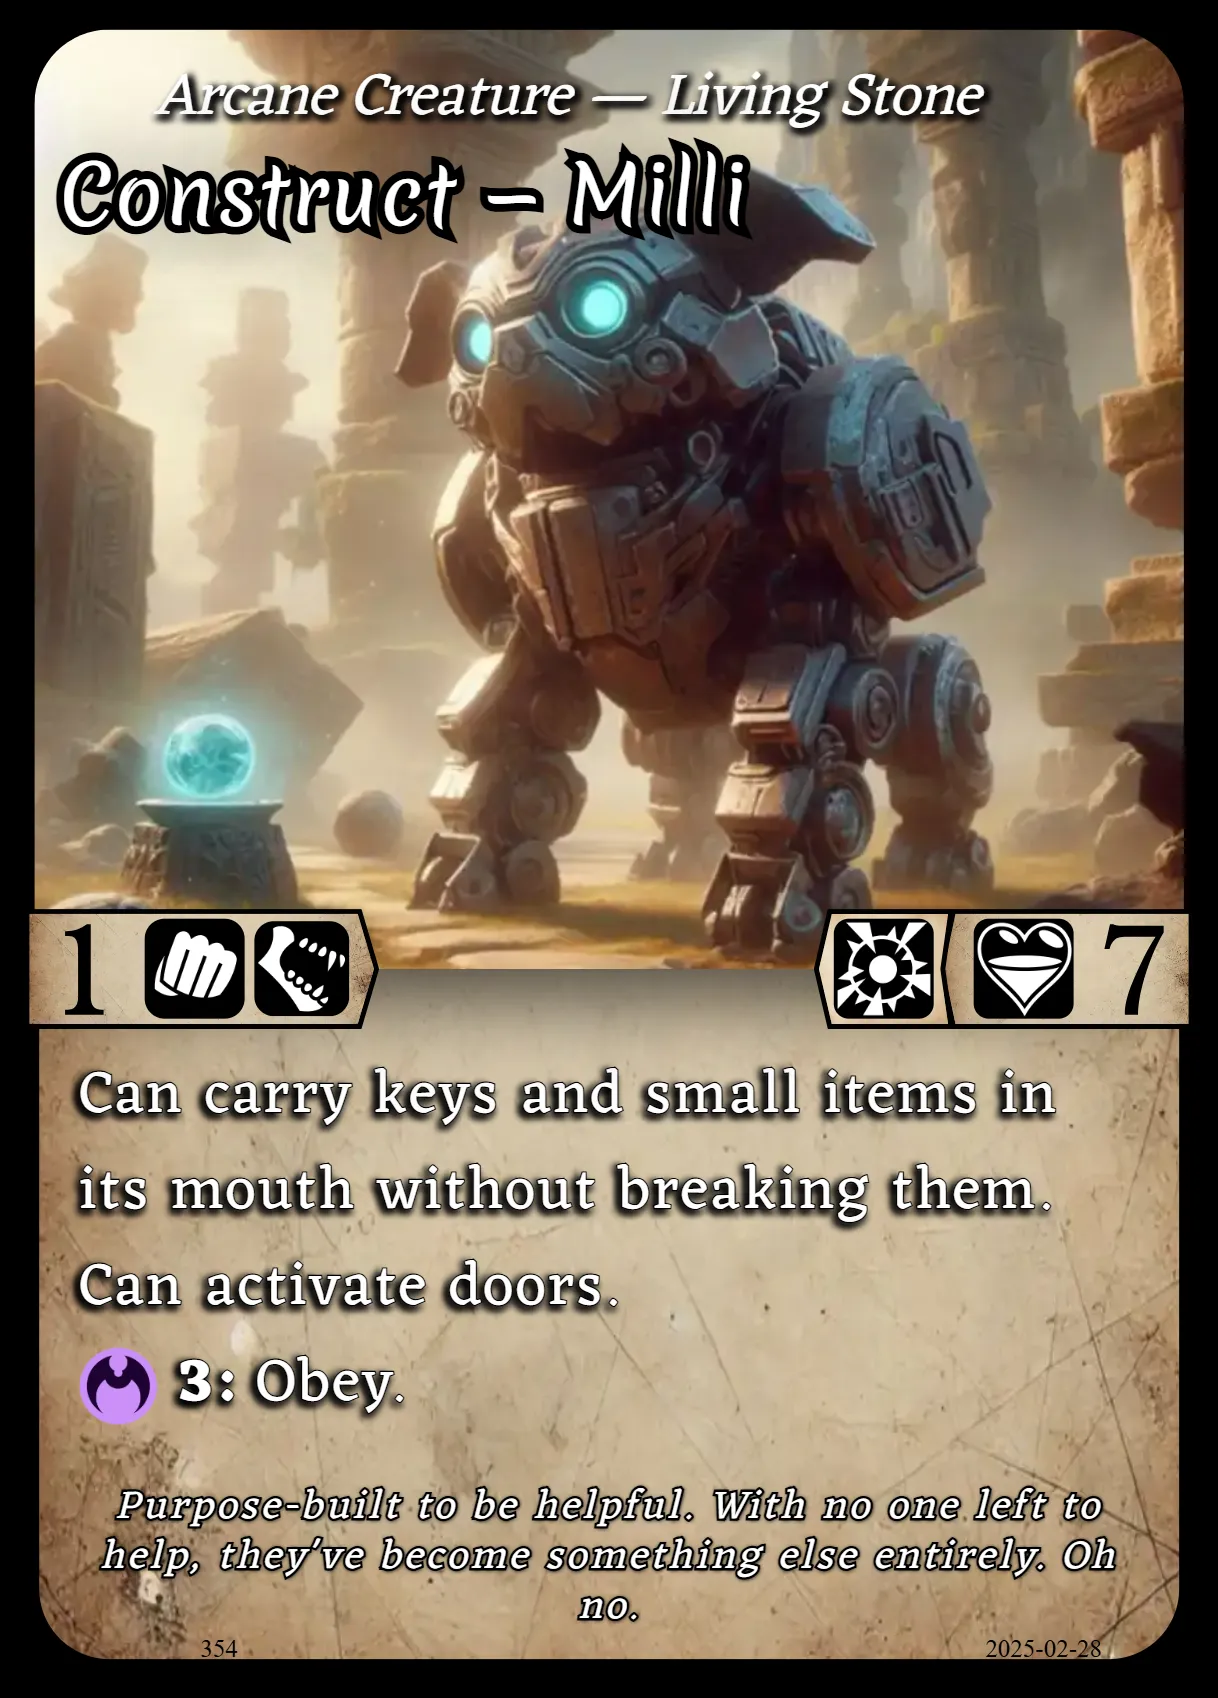 Arcane Creature — Living Stone
Construct – Milli
1
7
Can carry keys and small items in
its mouth without breaking them.
Can activate doors.
3: Obey.
Purpose-built to be helpful. With no one left to
help, they've become something else entirely. Oh
no.
354
2025-02-28